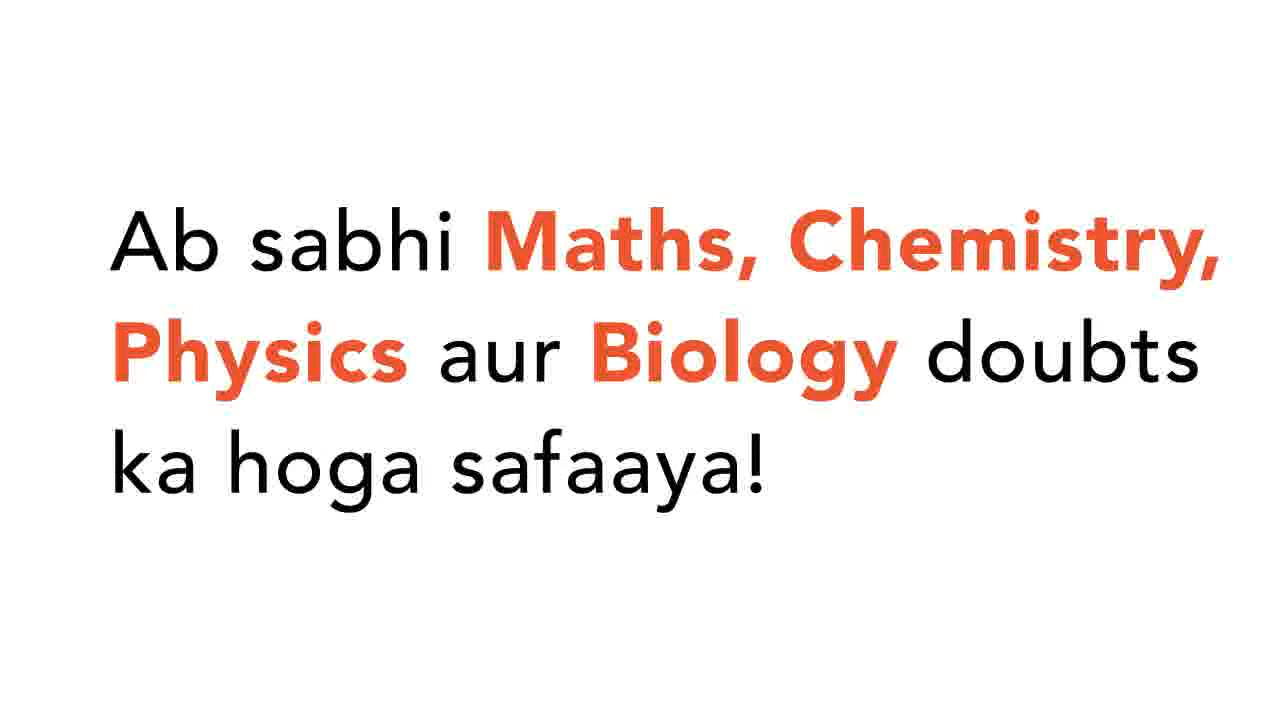 Ab sabhi Maths, Chemistry,
Physics aur Biology doubts
ka hoga safaaya!